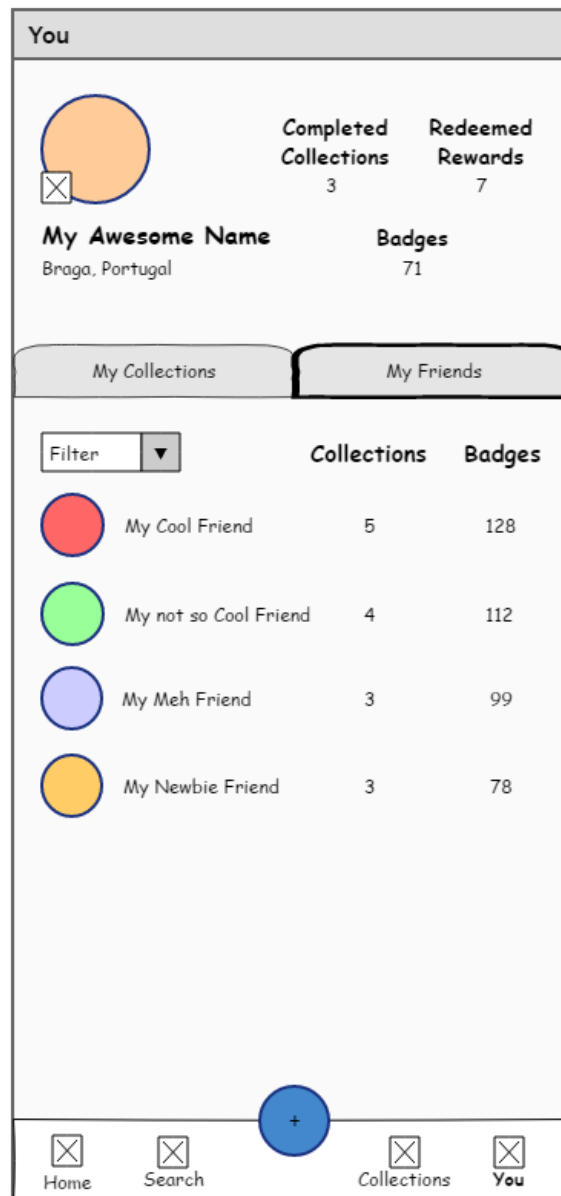 You
Completed
Collections
3
Redeemed
Rewards
7
My Awesome Name
Braga, Portugal
Badges
71
My Collections
My Friends
Filter ▼
Collections
Badges
My Cool Friend
5
128
My not so Cool Friend
4
112
My Meh Friend
3
99
My Newbie Friend
3
78
+
Home
Search
Collections
You